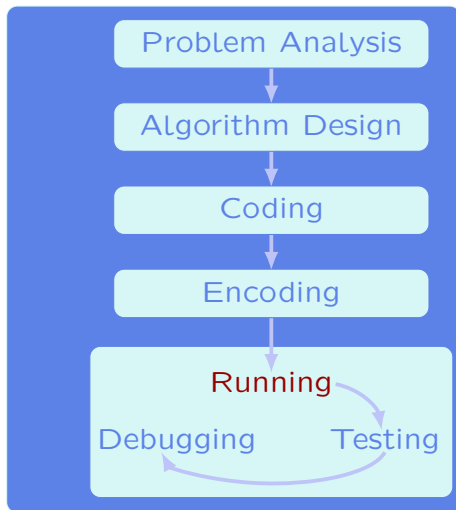 Problem Analysis
Algorithm Design
Coding
Encoding
Running
Debugging
Testing